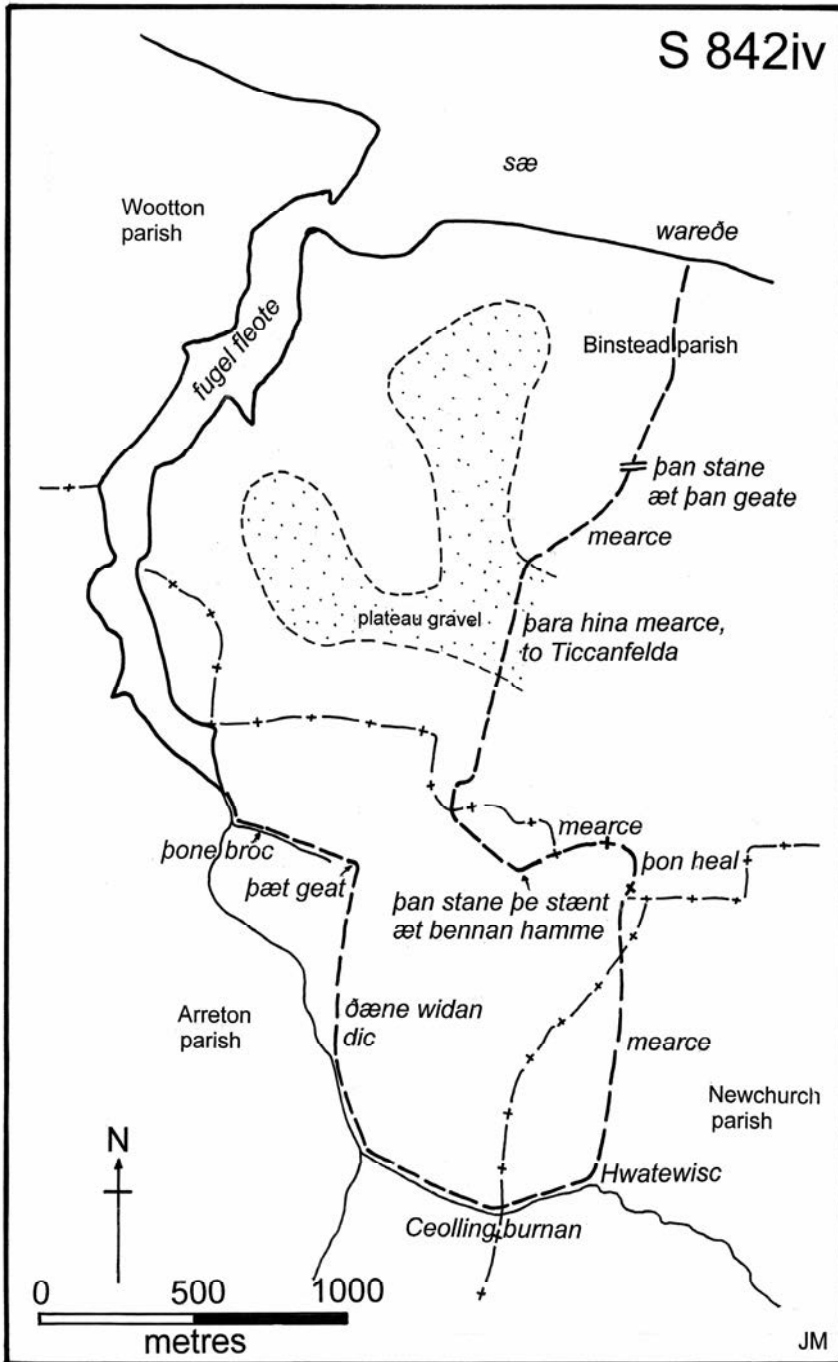 S 842iv
sæ
Wootton
parish
wareðe
fugel fleote
Binstead parish
þan stane
æt þan geate
mearce
plateau gravel
þara hina mearce,
to Ticcanfelda
mearce
þone broc
þon heal
þæt geat
þan stane þe stænt
æt bennan hamme
Arreton
parish
ðæne widan
dic
mearce
Newchurch
parish
N
Hwatewisc
Ceolling burnan
0 500 1000
metres
JM